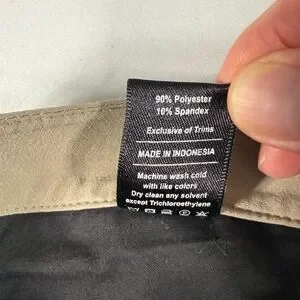 90% Polyester
10% Spandex
Exclusive of Trims
MADE IN INDONESIA
Machine wash cold
with like colors
Dry clean any solvent
except Trichloroethylene